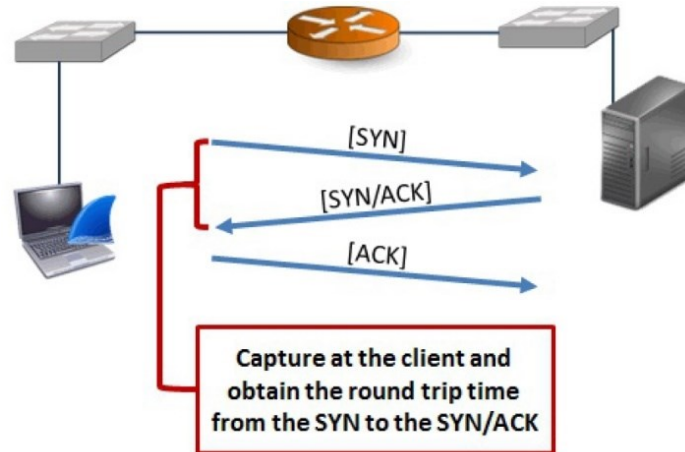 [SYN]
[SYN/ACK]
[ACK]
Capture at the client and
obtain the round trip time
from the SYN to the SYN/ACK